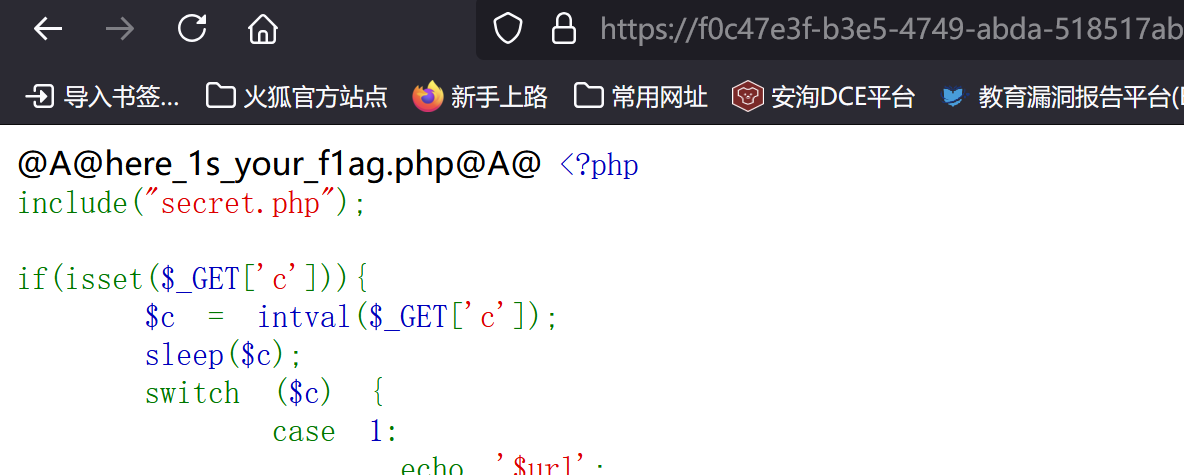 https://f0c47e3f-b3e5-4749-abda-518517ab
导入书签... 火狐官方站点 新手上路 常用网址 安洵DCE平台 教育漏洞报告平台(
@A@here_1s_your_f1ag.php@A@ <?php
include("secret.php");
if(isset($_GET['c'])){
$c = intval($_GET['c']);
sleep($c);
switch ($c) {
case 1:
echo '$url';